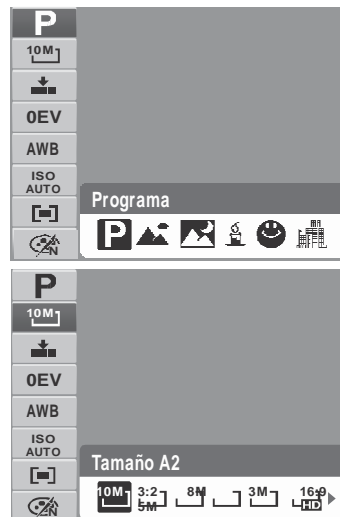 P
10M
0EV
AWB
ISO
AUTO
N
Programa
P
P
10M
0EV
AWB
ISO
AUTO
N
Tamaño A2
10M 3:2 5M 8M 3M 16:9 HD